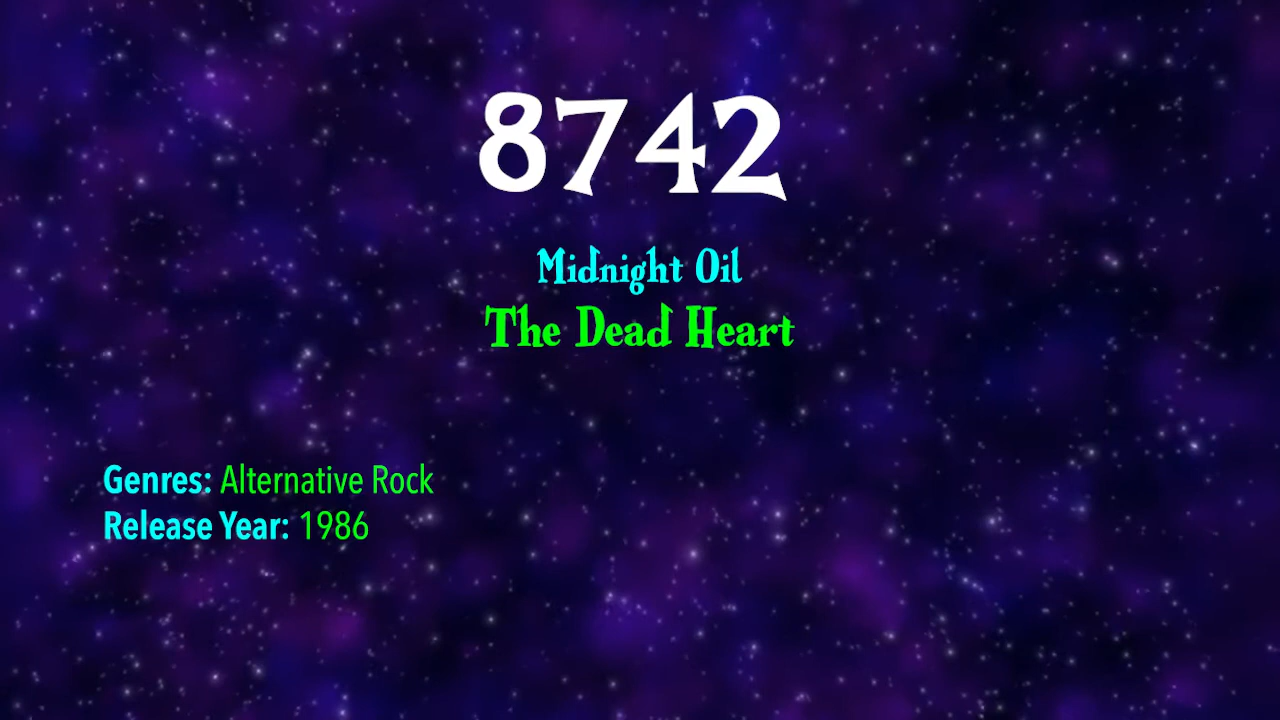 8742
Midnight Oil
The Dead Heart
Genres: Alternative Rock
Release Year: 1986